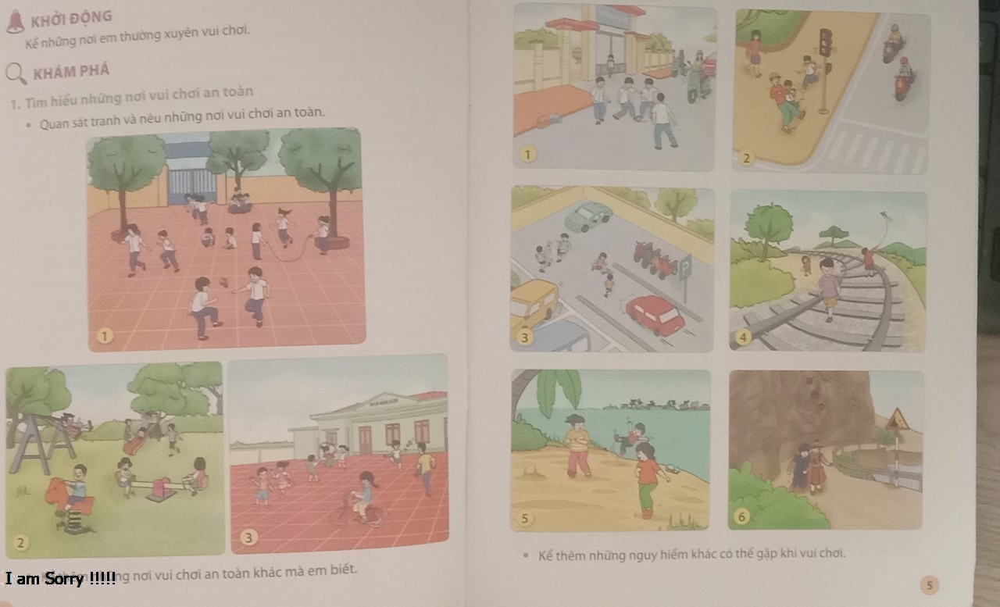 KHỞI ĐỘNG
Kể những nơi em thường xuyên vui chơi.
KHÁM PHÁ
1. Tìm hiểu những nơi vui chơi an toàn
• Quan sát tranh và nêu những nơi vui chơi an toàn.
1
2
3
I am Sorry !!!!!
nơi vui chơi an toàn khác mà em biết.
1
2
3
P
4
5
6
• Kể thêm những nguy hiểm khác có thể gặp khi vui chơi.
5